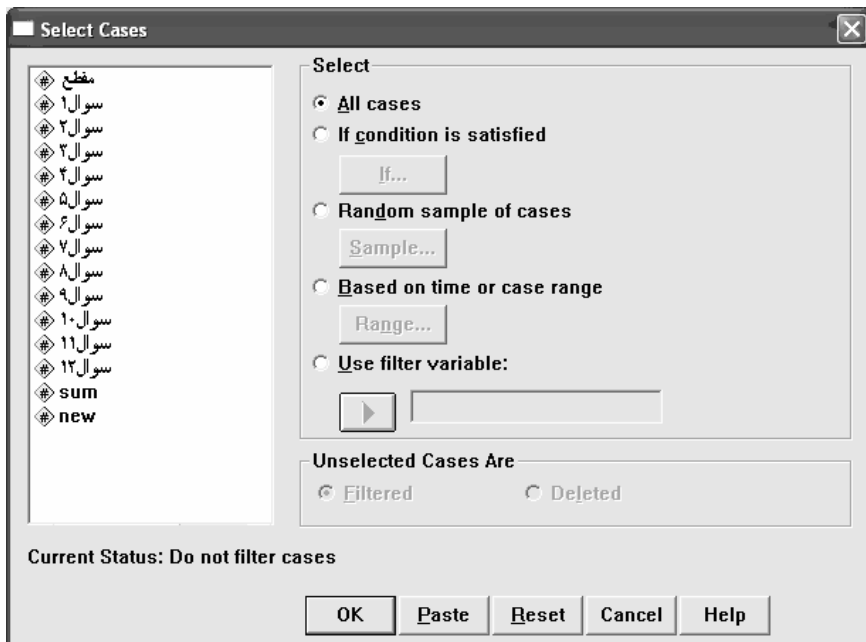 Select Cases
مقطع
سوال۱
سوال۲
سوال۳
سوال۴
سوال۵
سوال۶
سوال۷
سوال۸
سوال۹
سوال۱۰
سوال۱۱
سوال۱۲
sum
new
Select
All cases
If condition is satisfied
If...
Random sample of cases
Sample...
Based on time or case range
Range...
Use filter variable:
Unselected Cases Are
Filtered Deleted
Current Status: Do not filter cases
OK Paste Reset Cancel Help